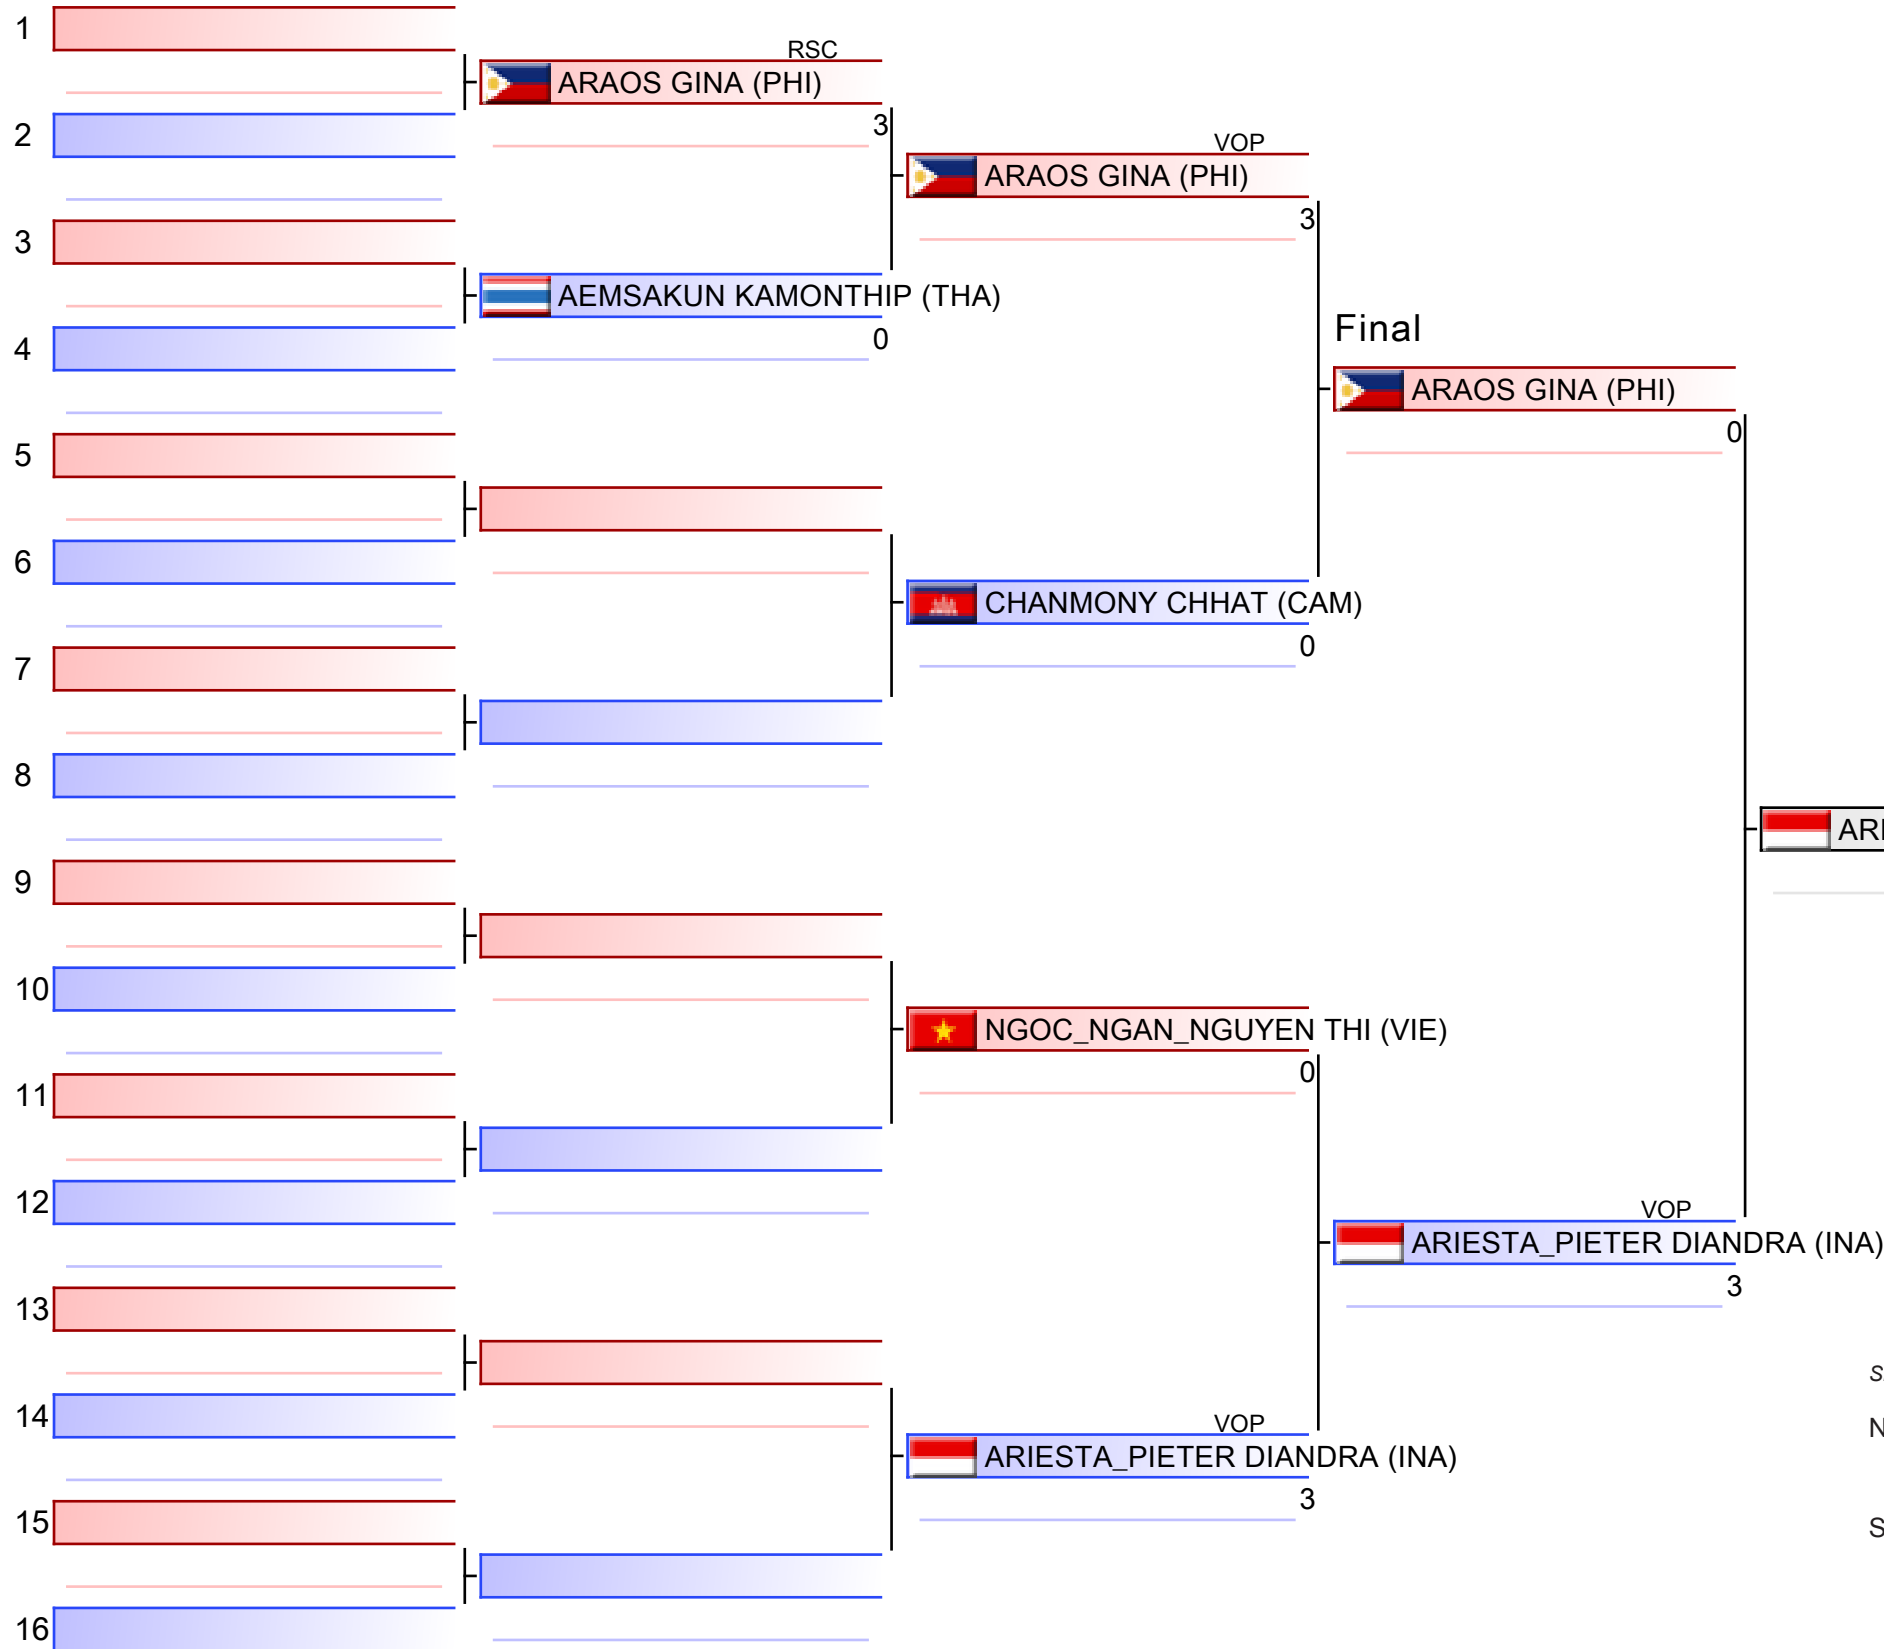 1
RSC
ARAOS GINA (PHI)
3
2
VOP
ARAOS GINA (PHI)
3
3
AEMSAKUN KAMONTHIP (THA)
0
4
Final
ARAOS GINA (PHI)
0
5
6
CHANMONY CHHAT (CAM)
0
7
8
9
10
NGOC_NGAN_NGUYEN THI (VIE)
0
11
12
VOP
ARIESTA_PIETER DIANDRA (INA)
3
13
14
VOP
ARIESTA_PIETER DIANDRA (INA)
3
15
16